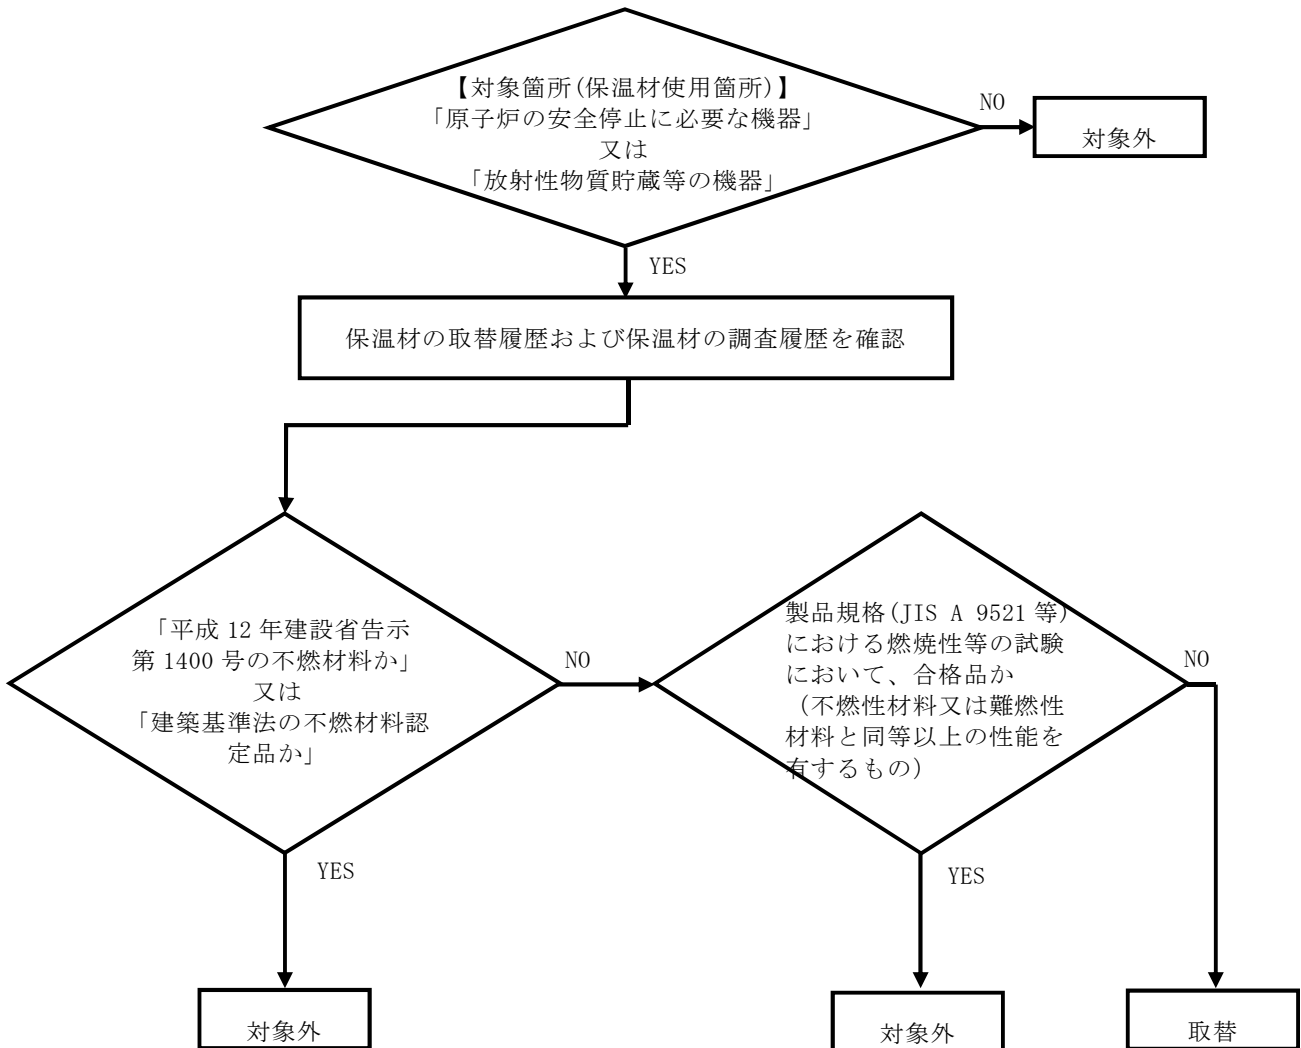 【対象箇所(保温材使用箇所)】
「原子炉の安全停止に必要な機器」
又は
「放射性物質貯蔵等の機器」
NO
対象外
YES
保温材の取替履歴および保温材の調査履歴を確認
「平成 12 年建設省告示
第 1400 号の不燃材料か」
又は
「建築基準法の不燃材料認
定品か」
NO
製品規格(JIS A 9521 等)
における燃焼性等の試験
において、合格品か
（不燃性材料又は難燃性
材料と同等以上の性能を
有するもの）
NO
YES
YES
対象外
対象外
取替